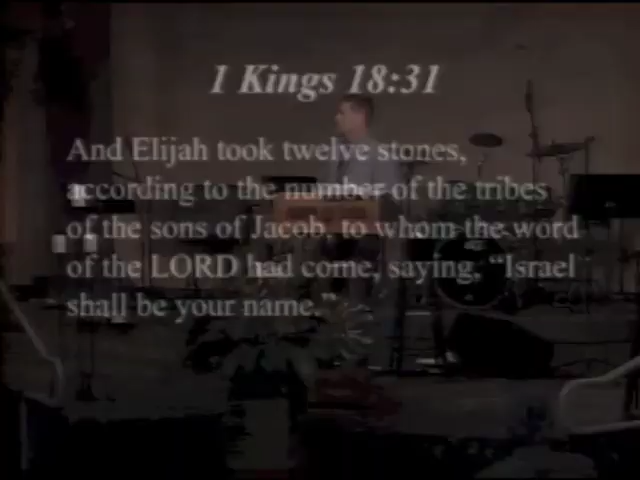 1 Kings 18:31
And Elijah took twelve stones,
according to the number of the tribes
of the sons of Jacob, to whom the word
of the LORD had come, saying, “Israel
shall be your name.”